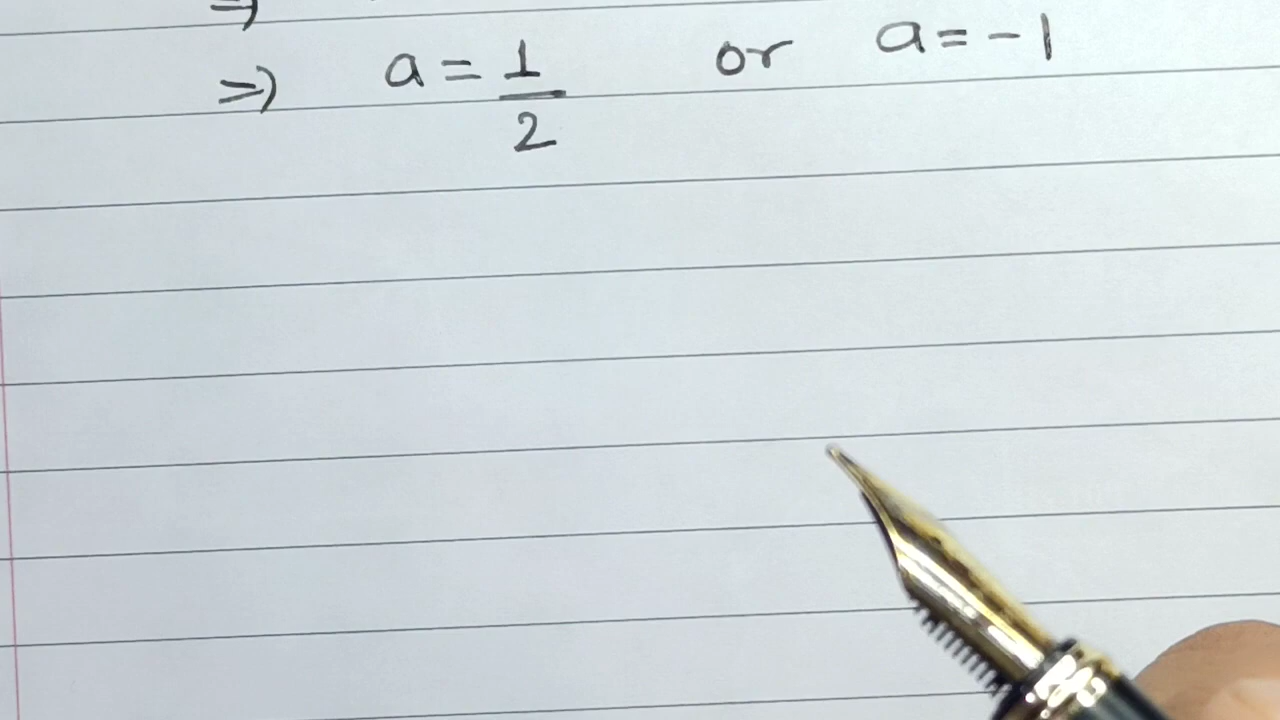 =>
=> a = 1/2 or a = -1